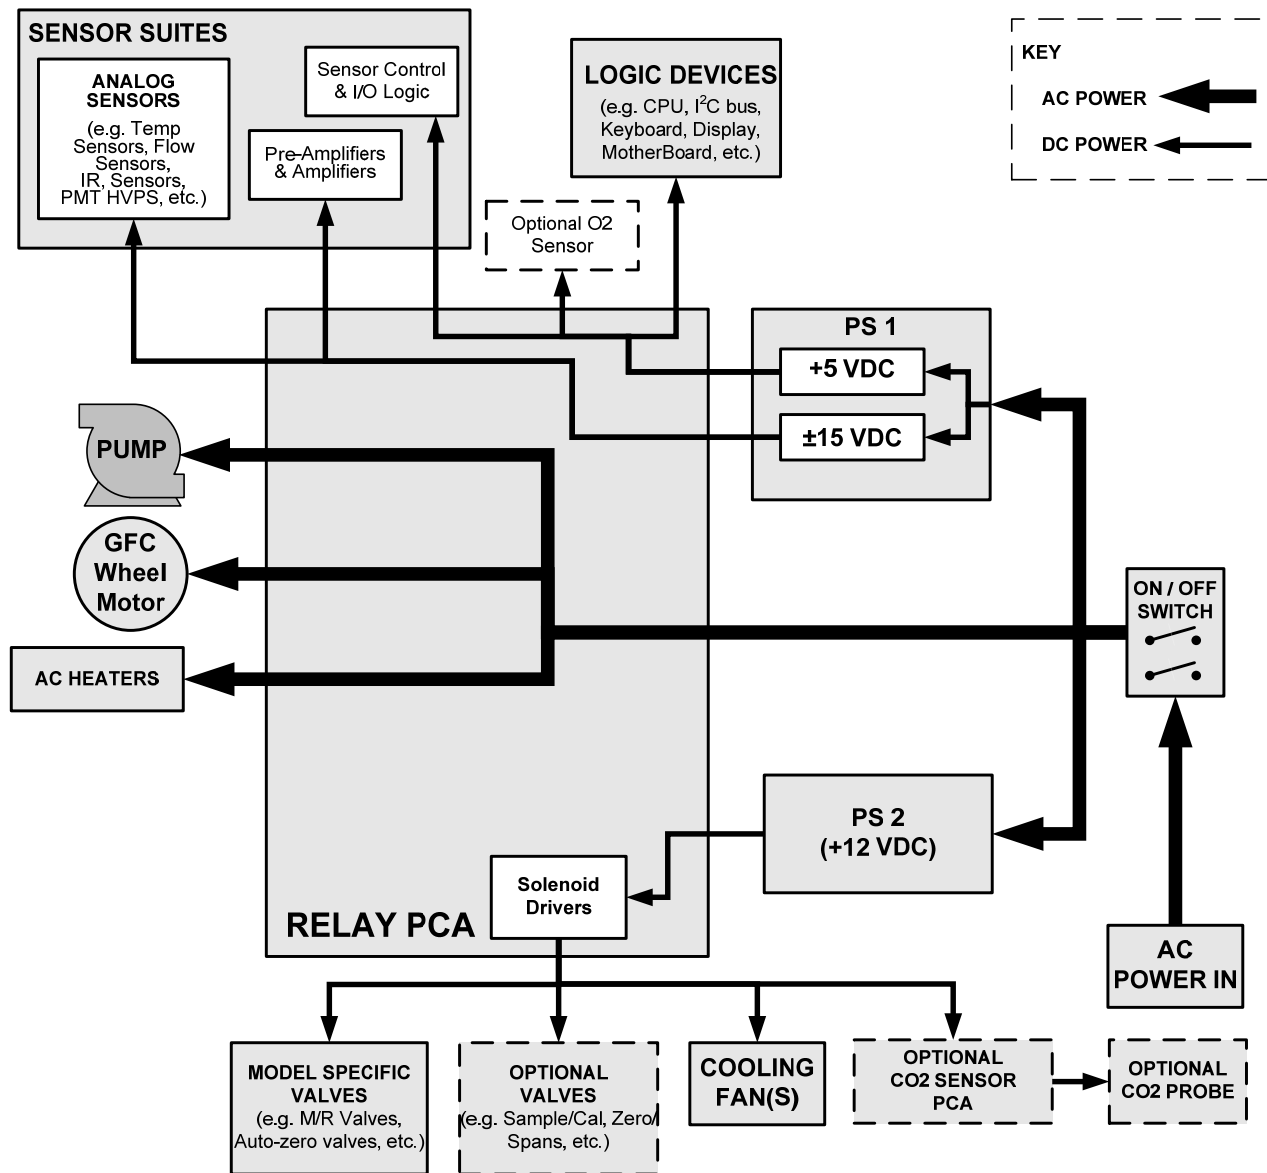 SENSOR SUITES
ANALOG
SENSORS
(e.g. Temp
Sensors, Flow
Sensors,
IR, Sensors,
PMT HVPS, etc.)
Sensor Control
& I/O Logic
Pre-Amplifiers
& Amplifiers
LOGIC DEVICES
(e.g. CPU, I²C bus,
Keyboard, Display,
MotherBoard, etc.)
Optional O2
Sensor
KEY
AC POWER
DC POWER
PS 1
+5 VDC
±15 VDC
PUMP
GFC
Wheel
Motor
AC HEATERS
ON / OFF
SWITCH
PS 2
(+12 VDC)
Solenoid
Drivers
RELAY PCA
AC
POWER IN
MODEL SPECIFIC
VALVES
(e.g. M/R Valves,
Auto-zero valves, etc.)
OPTIONAL
VALVES
(e.g. Sample/Cal, Zero/
Spans, etc.)
COOLING
FAN(S)
OPTIONAL
CO2 SENSOR
PCA
OPTIONAL
CO2 PROBE